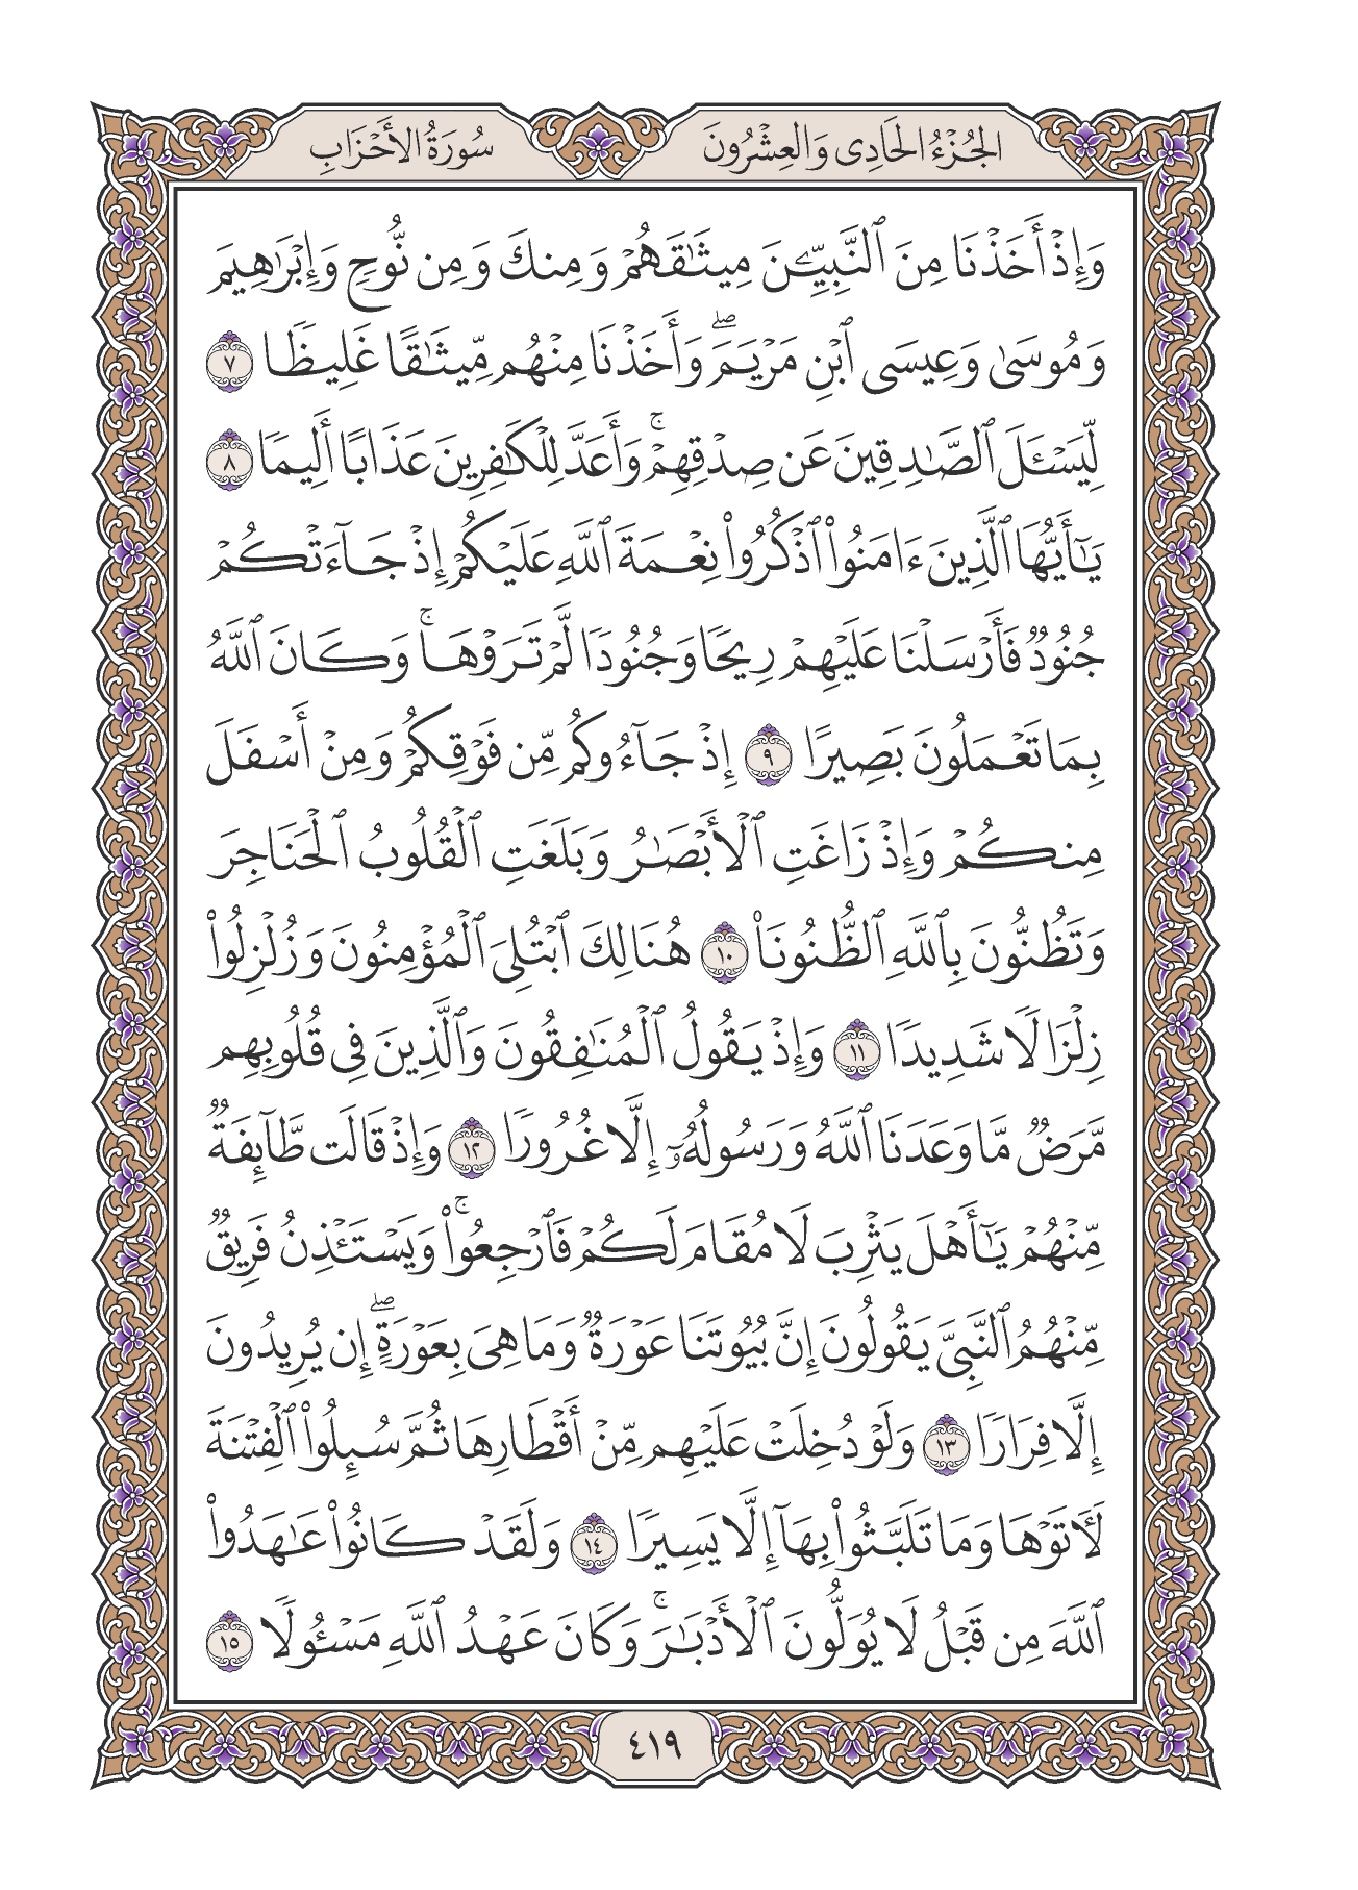 الجُزْءُ الحَادِى وَالعِشْرُونَ
سُورَةُ الأَحْزَابِ
وَإِذْ أَخَذْنَا مِنَ ٱلنَّبِيِّـۧنَ مِيثَٰقَهُمْ وَمِنكَ وَمِن نُّوحٍ وَإِبْرَٰهِيمَ
وَمُوسَىٰ وَعِيسَى ٱبْنِ مَرْيَمَۖ وَأَخَذْنَا مِنْهُم مِّيثَٰقًا غَلِيظًا ٧
لِّيَسْـَٔلَ ٱلصَّٰدِقِينَ عَن صِدْقِهِمْۚ وَأَعَدَّ لِلْكَٰفِرِينَ عَذَابًا أَلِيمًا ٨
يَٰٓأَيُّهَا ٱلَّذِينَ ءَامَنُوا۟ ٱذْكُرُوا۟ نِعْمَةَ ٱللَّهِ عَلَيْكُمْ إِذْ جَآءَتْكُمْ
جُنُودٌ فَأَرْسَلْنَا عَلَيْهِمْ رِيحًا وَجُنُودًا لَّمْ تَرَوْهَاۚ وَكَانَ ٱللَّهُ
بِمَا تَعْمَلُونَ بَصِيرًا ٩ إِذْ جَآءُوكُم مِّن فَوْقِكُمْ وَمِنْ أَسْفَلَ
مِنكُمْ وَإِذْ زَاغَتِ ٱلْأَبْصَٰرُ وَبَلَغَتِ ٱلْقُلُوبُ ٱلْحَنَاجِرَ
وَتَظُنُّونَ بِٱللَّهِ ٱلظُّنُونَا۠ ١٠ هُنَالِكَ ٱبْتُلِىَ ٱلْمُؤْمِنُونَ وَزُلْزِلُوا۟
زِلْزَالًا شَدِيدًا ١١ وَإِذْ يَقُولُ ٱلْمُنَٰفِقُونَ وَٱلَّذِينَ فِى قُلُوبِهِم
مَّرَضٌ مَّا وَعَدَنَا ٱللَّهُ وَرَسُولُهُۥٓ إِلَّا غُرُورًا ١٢ وَإِذْ قَالَت طَّآئِفَةٌ
مِّنْهُمْ يَٰٓأَهْلَ يَثْرِبَ لَا مُقَامَ لَكُمْ فَٱرْجِعُوا۟ۚ وَيَسْتَـْٔذِنُ فَرِيقٌ
مِّنْهُمُ ٱلنَّبِىَّ يَقُولُونَ إِنَّ بُيُوتَنَا عَوْرَةٌ وَمَا هِىَ بِعَوْرَةٍۖ إِن يُرِيدُونَ
إِلَّا فِرَارًا ١٣ وَلَوْ دُخِلَتْ عَلَيْهِم مِّنْ أَقْطَارِهَا ثُمَّ سُئِلُوا۟ ٱلْفِتْنَةَ
لَـَٔاتَوْهَا وَمَا تَلَبَّثُوا۟ بِهَآ إِلَّا يَسِيرًا ١٤ وَلَقَدْ كَانُوا۟ عَٰهَدُوا۟
ٱللَّهَ مِن قَبْلُ لَا يُوَلُّونَ ٱلْأَدْبَٰرَۚ وَكَانَ عَهْدُ ٱللَّهِ مَسْـُٔولًا ١٥
٤١٩